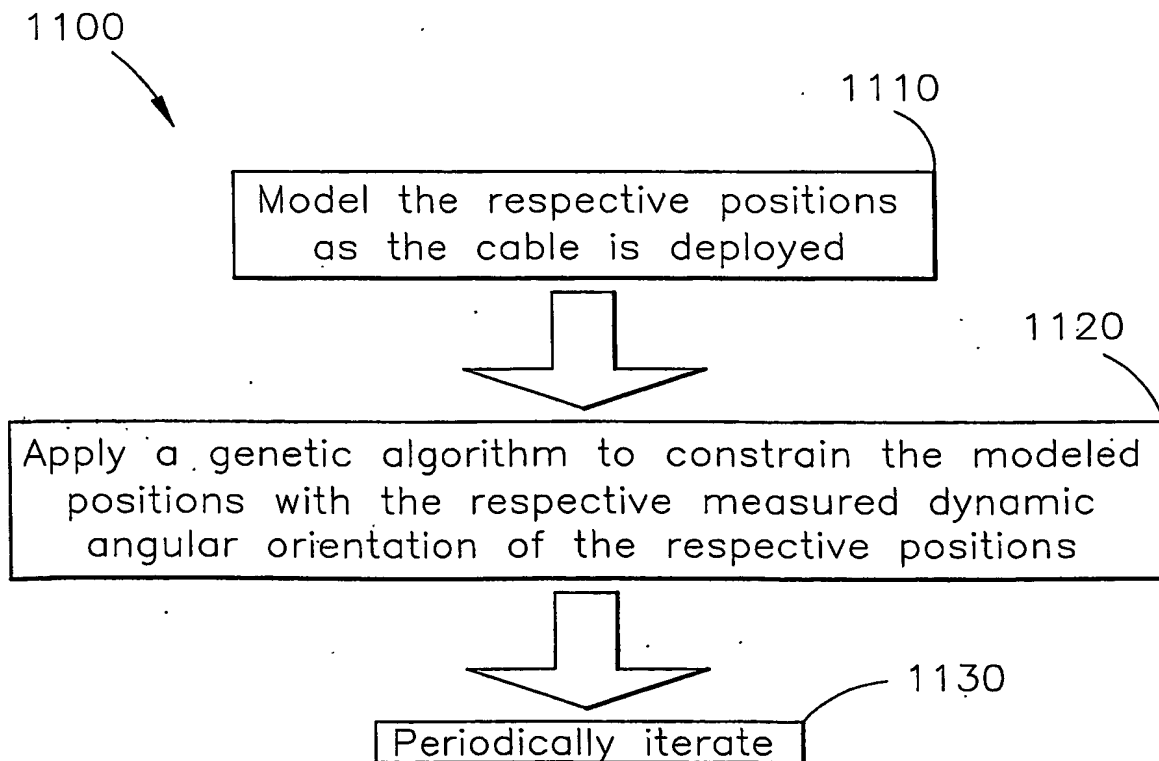 1100
1110
Model the respective positions
as the cable is deployed
1120
Apply a genetic algorithm to constrain the modeled
positions with the respective measured dynamic
angular orientation of the respective positions
1130
Periodically iterate